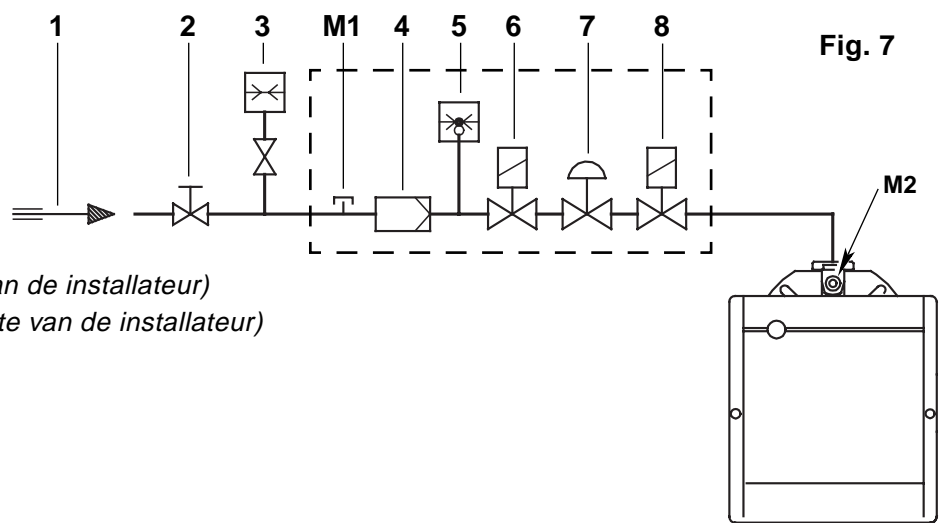 1 2 3 M1 4 5 6 7 8
Fig. 7
M2
an de installateur)
te van de installateur)